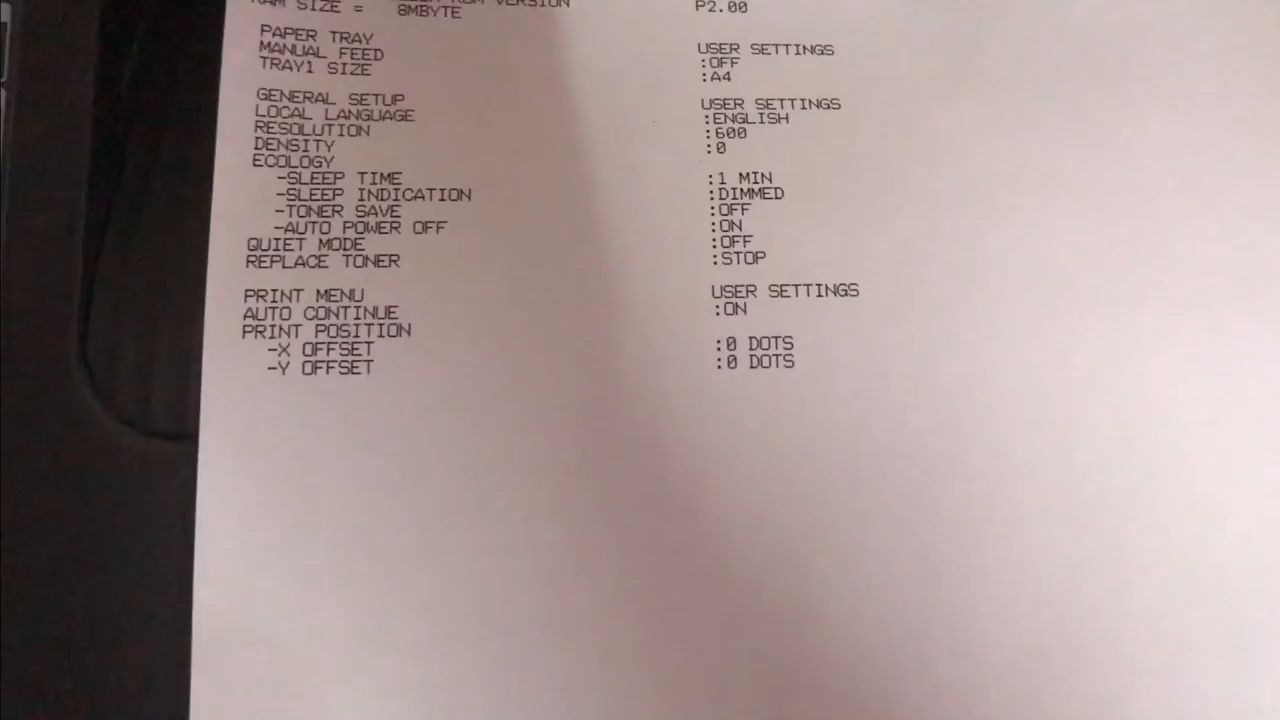 ROM VERSION P2.00
RAM SIZE = 8MBYTE
PAPER TRAY USER SETTINGS
MANUAL FEED :OFF
TRAY1 SIZE :A4
GENERAL SETUP USER SETTINGS
LOCAL LANGUAGE :ENGLISH
RESOLUTION :600
DENSITY :0
ECOLOGY
-SLEEP TIME :1 MIN
-SLEEP INDICATION :DIMMED
-TONER SAVE :OFF
-AUTO POWER OFF :ON
QUIET MODE :OFF
REPLACE TONER :STOP
PRINT MENU USER SETTINGS
AUTO CONTINUE :ON
PRINT POSITION
-X OFFSET :0 DOTS
-Y OFFSET :0 DOTS